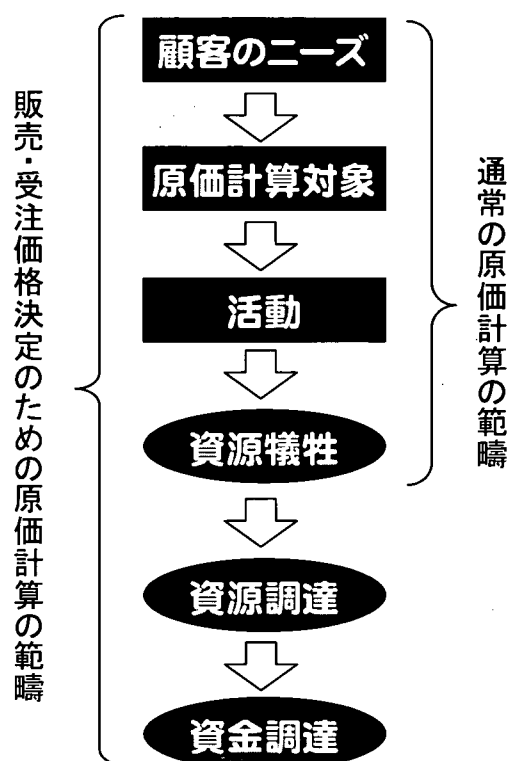 販売・受注価格決定のための原価計算の範疇
顧客のニーズ
原価計算対象
活動
資源犠牲
資源調達
資金調達
通常の原価計算の範疇